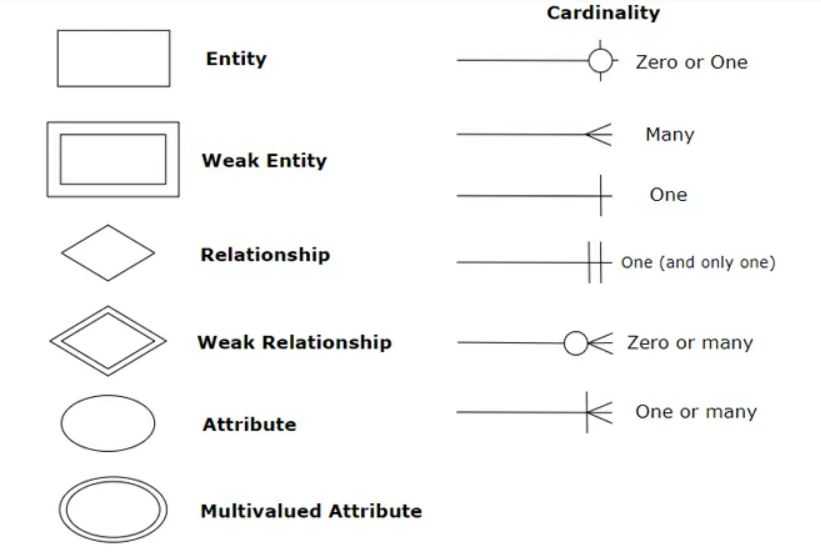 Cardinality
Entity
Zero or One
Many
Weak Entity
One
Relationship
One (and only one)
Weak Relationship
Zero or many
One or many
Attribute
Multivalued Attribute